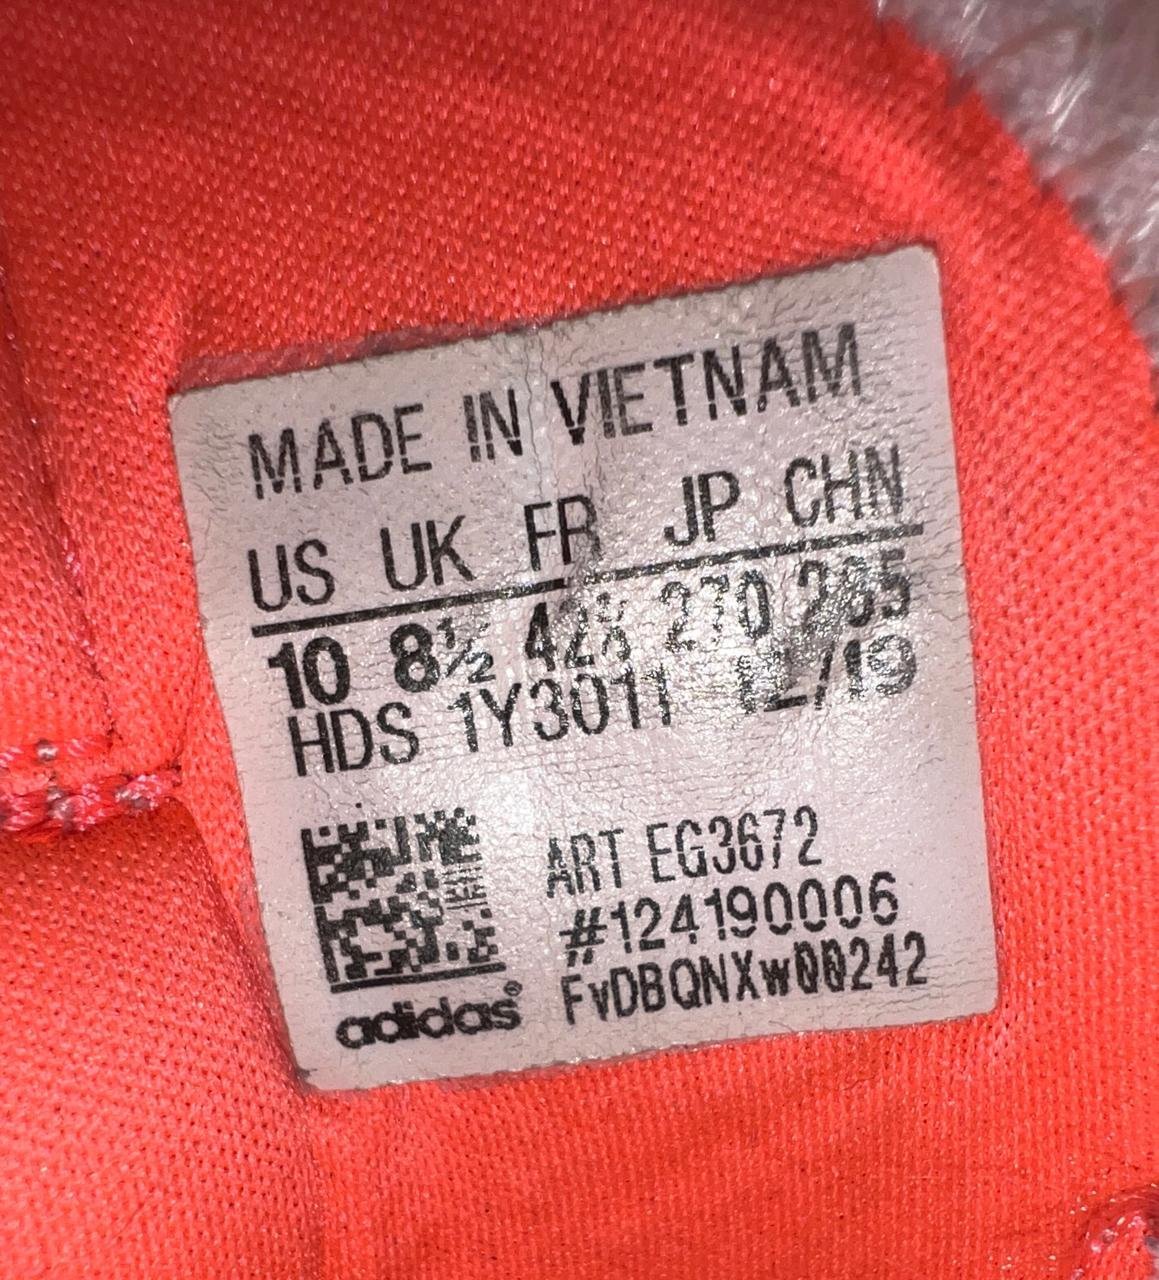 MADE IN VIETNAM
US UK FR JP CHN
10 8½ 42⅔ 270 265
HDS 1Y3011 12/19
ART EG3672
#124190006
FvDBQNXw00242
adidas®